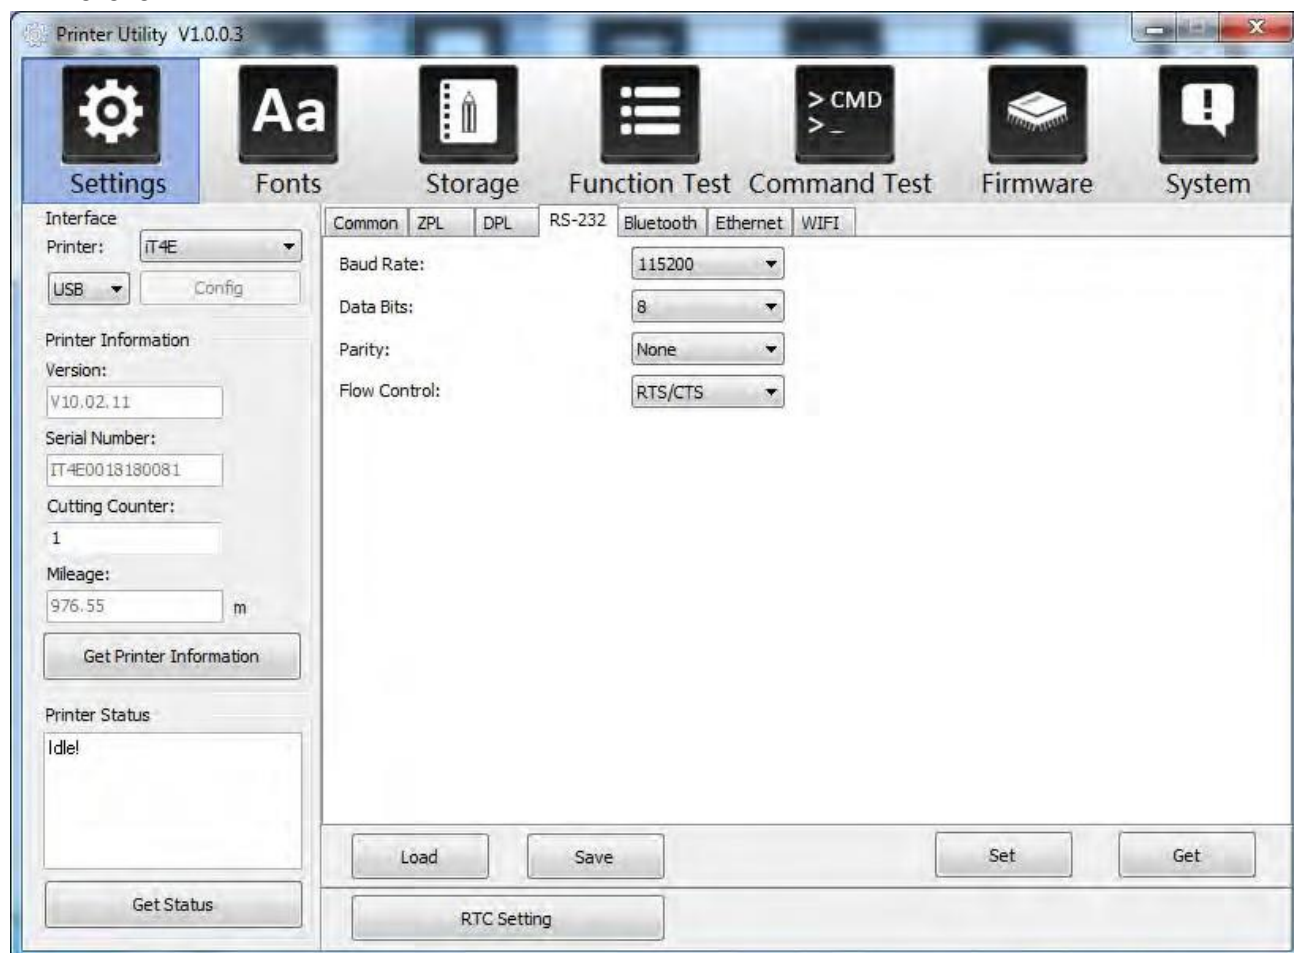 Printer Utility V1.0.0.3
Aa
> CMD
>_
Settings Fonts Storage Function Test Command Test Firmware System
Interface
Printer: iT4E
USB Config
Printer Information
Version:
V10.02.11
Serial Number:
IT4E0018180081
Cutting Counter:
1
Mileage:
976.55 m
Get Printer Information
Printer Status
Idle!
Get Status
Common ZPL DPL RS-232 Bluetooth Ethernet WIFI
Baud Rate: 115200
Data Bits: 8
Parity: None
Flow Control: RTS/CTS
Load Save Set Get
RTC Setting